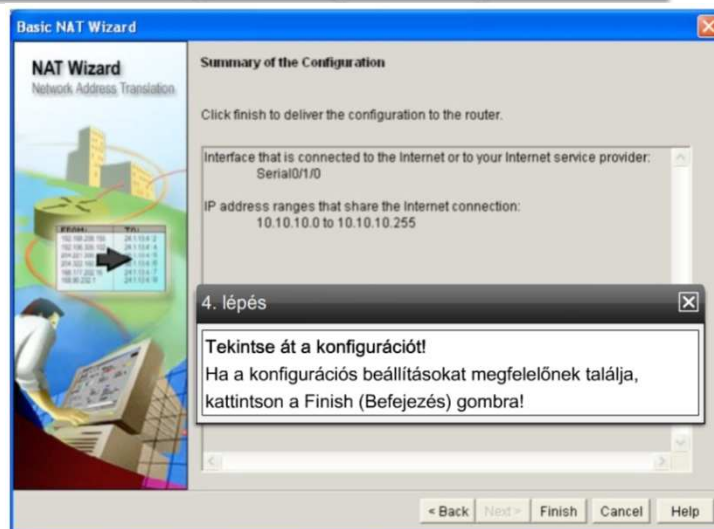 Basic NAT Wizard
NAT Wizard
Network Address Translation
Summary of the Configuration
Click finish to deliver the configuration to the router.
Interface that is connected to the Internet or to your Internet service provider:
Serial0/1/0
IP address ranges that share the Internet connection:
10.10.10.0 to 10.10.10.255
4. lépés
Tekintse át a konfigurációt!
Ha a konfigurációs beállításokat megfelelőnek találja,
kattintson a Finish (Befejezés) gombra!
< Back Next > Finish Cancel Help